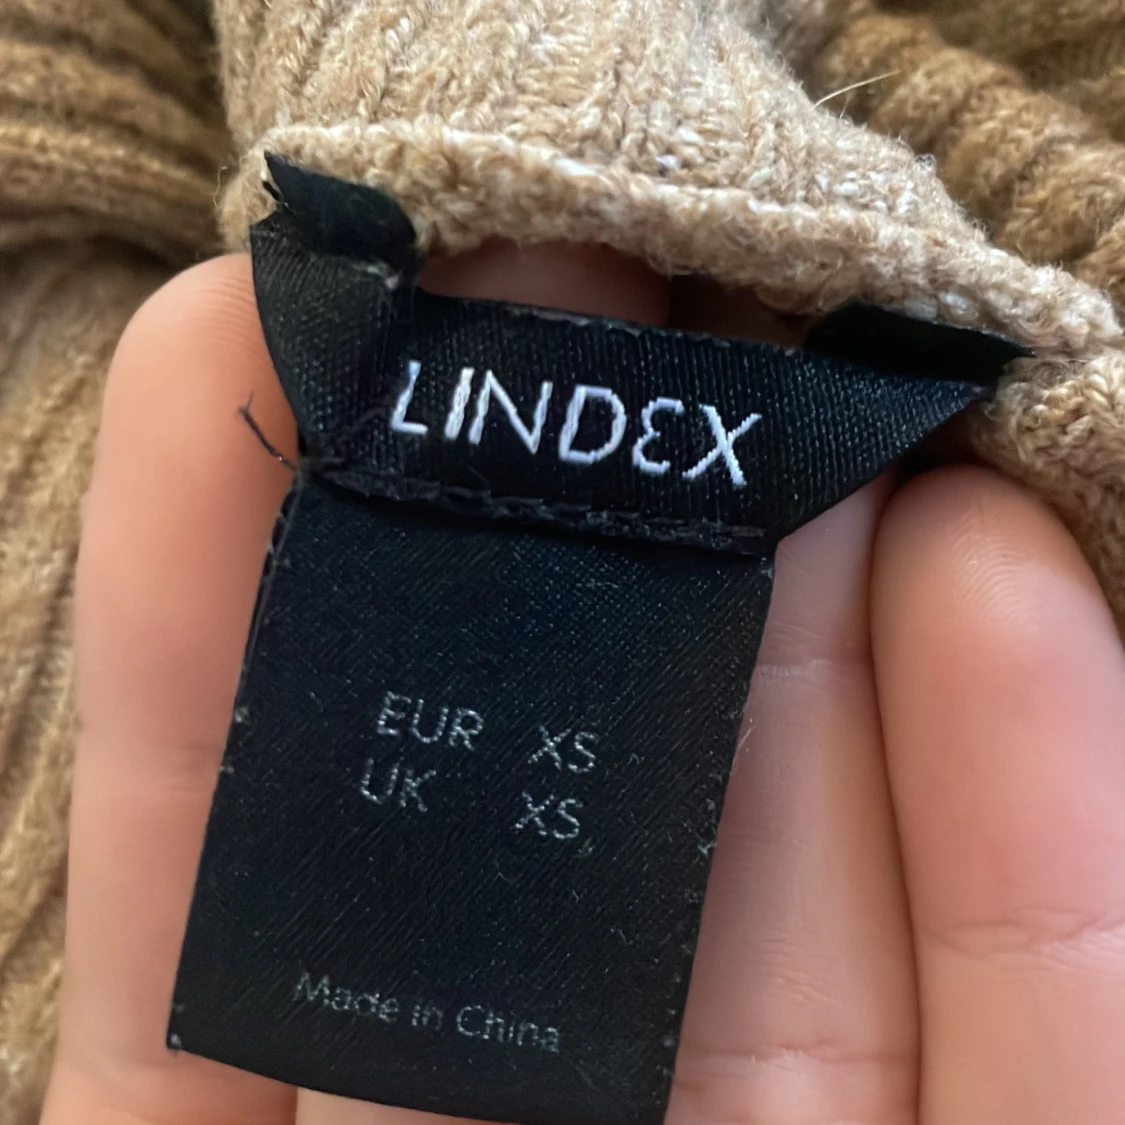 LINDEX
EUR XS
UK XS
Made in China